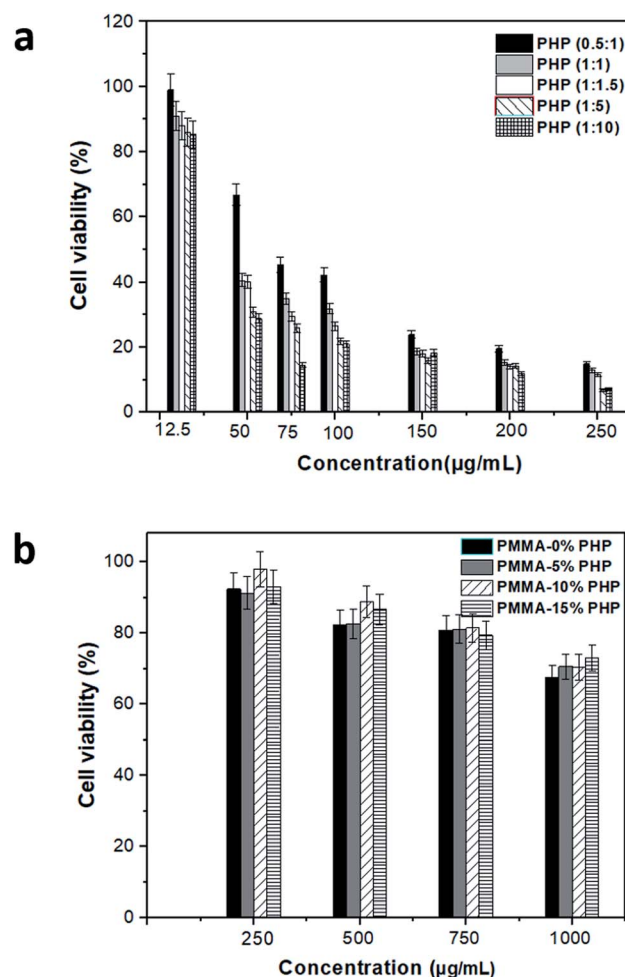 a
PHP (0.5:1)
PHP (1:1)
PHP (1:1.5)
PHP (1:5)
PHP (1:10)
120
100
80
60
40
20
0
Cell viability (%)
12.5 50 75 100 150 200 250
Concentration(µg/mL)
b
PMMA-0% PHP
PMMA-5% PHP
PMMA-10% PHP
PMMA-15% PHP
100
80
60
40
20
0
Cell viability (%)
250 500 750 1000
Concentration (µg/mL)